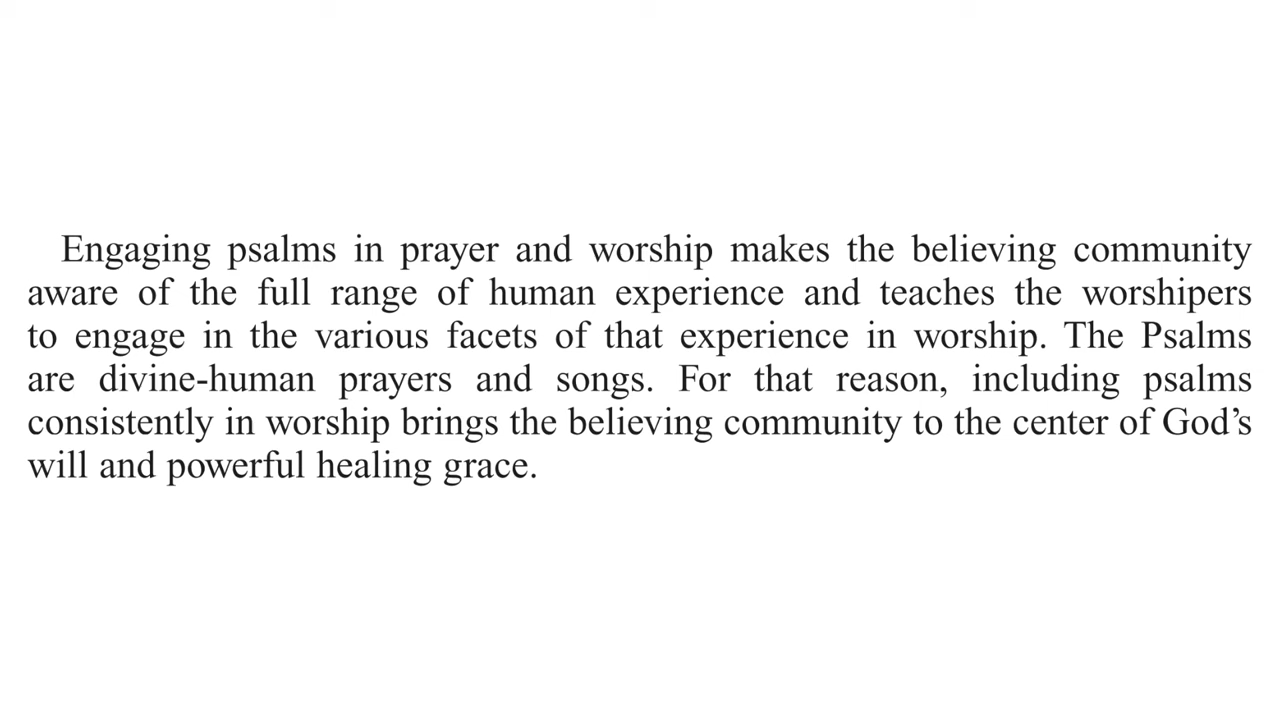 Engaging psalms in prayer and worship makes the believing community
aware of the full range of human experience and teaches the worshipers
to engage in the various facets of that experience in worship. The Psalms
are divine-human prayers and songs. For that reason, including psalms
consistently in worship brings the believing community to the center of God’s
will and powerful healing grace.